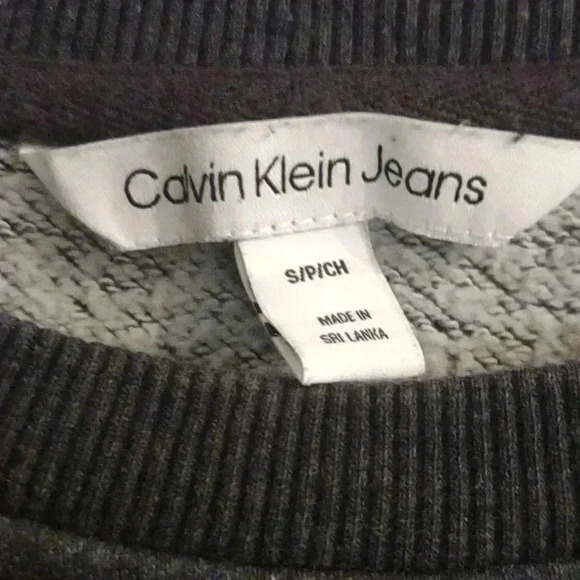 Calvin Klein Jeans
S/P/CH
MADE IN
SRI LANKA